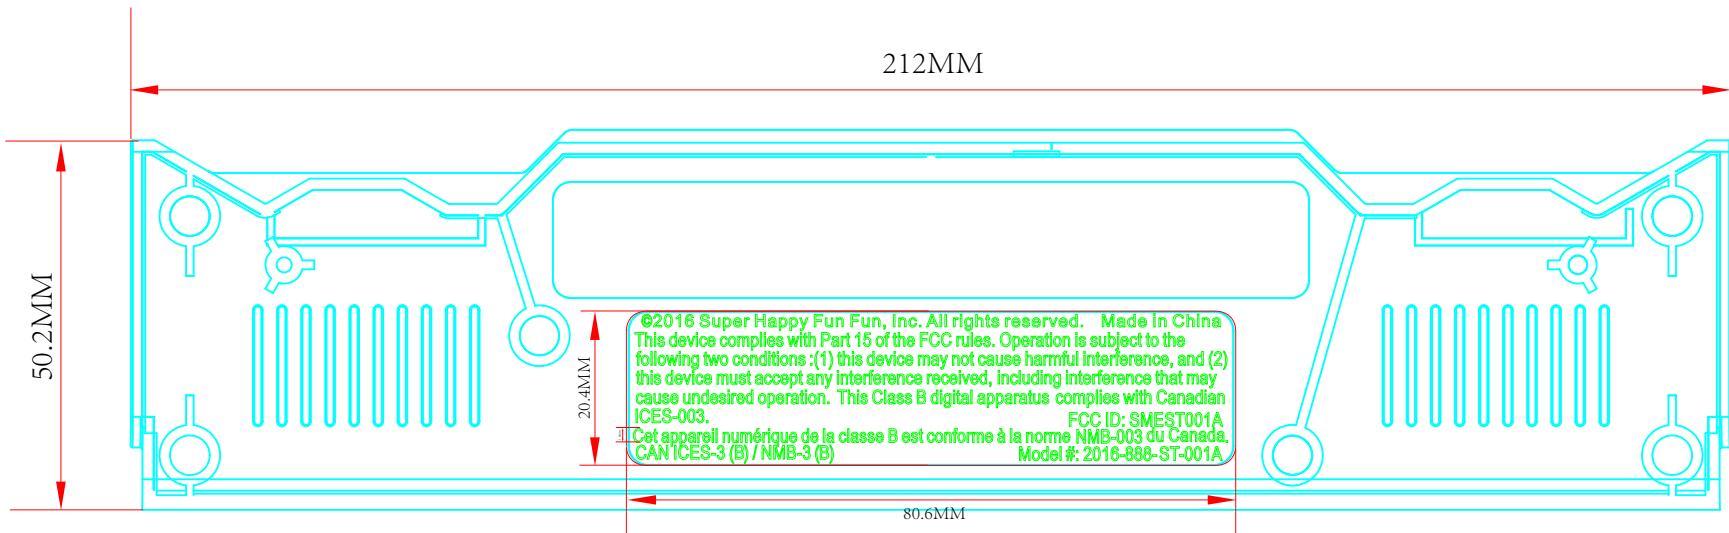 212MM
50.2MM
20.4MM
©2016 Super Happy Fun Fun, Inc. All rights reserved. Made in China
This device complies with Part 15 of the FCC rules. Operation is subject to the
following two conditions :(1) this device may not cause harmful interference, and (2)
this device must accept any interference received, including interference that may
cause undesired operation. This Class B digital apparatus complies with Canadian
ICES-003. FCC ID: SMEST001A
Cet appareil numérique de la classe B est conforme à la norme NMB-003 du Canada.
CAN ICES-3 (B) / NMB-3 (B) Model #: 2016-888-ST-001A
80.6MM